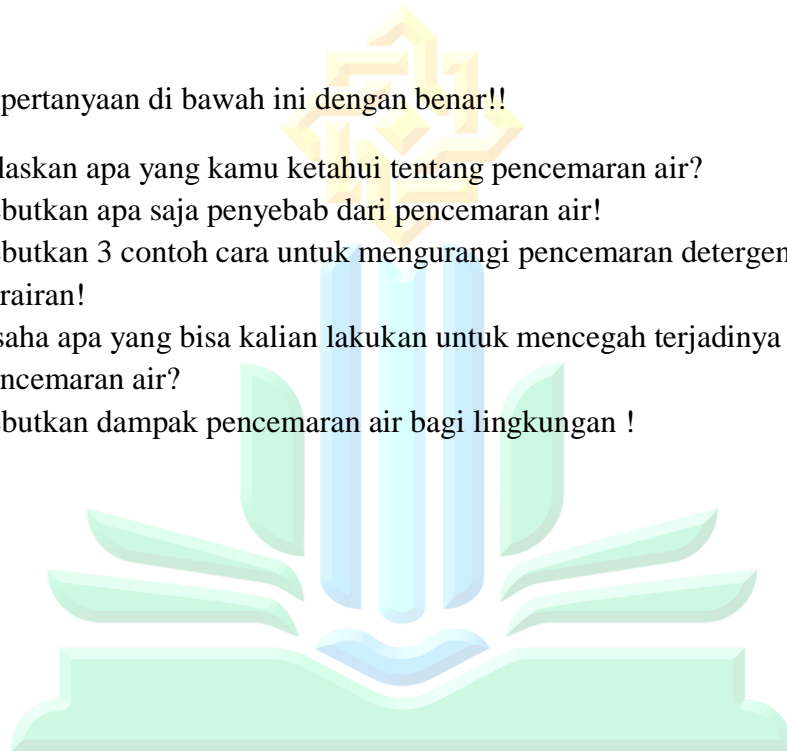 pertanyaan di bawah ini dengan benar!!
laskan apa yang kamu ketahui tentang pencemaran air?
butkan apa saja penyebab dari pencemaran air!
butkan 3 contoh cara untuk mengurangi pencemaran detergen
rairan!
saha apa yang bisa kalian lakukan untuk mencegah terjadinya
ncemaran air?
butkan dampak pencemaran air bagi lingkungan !